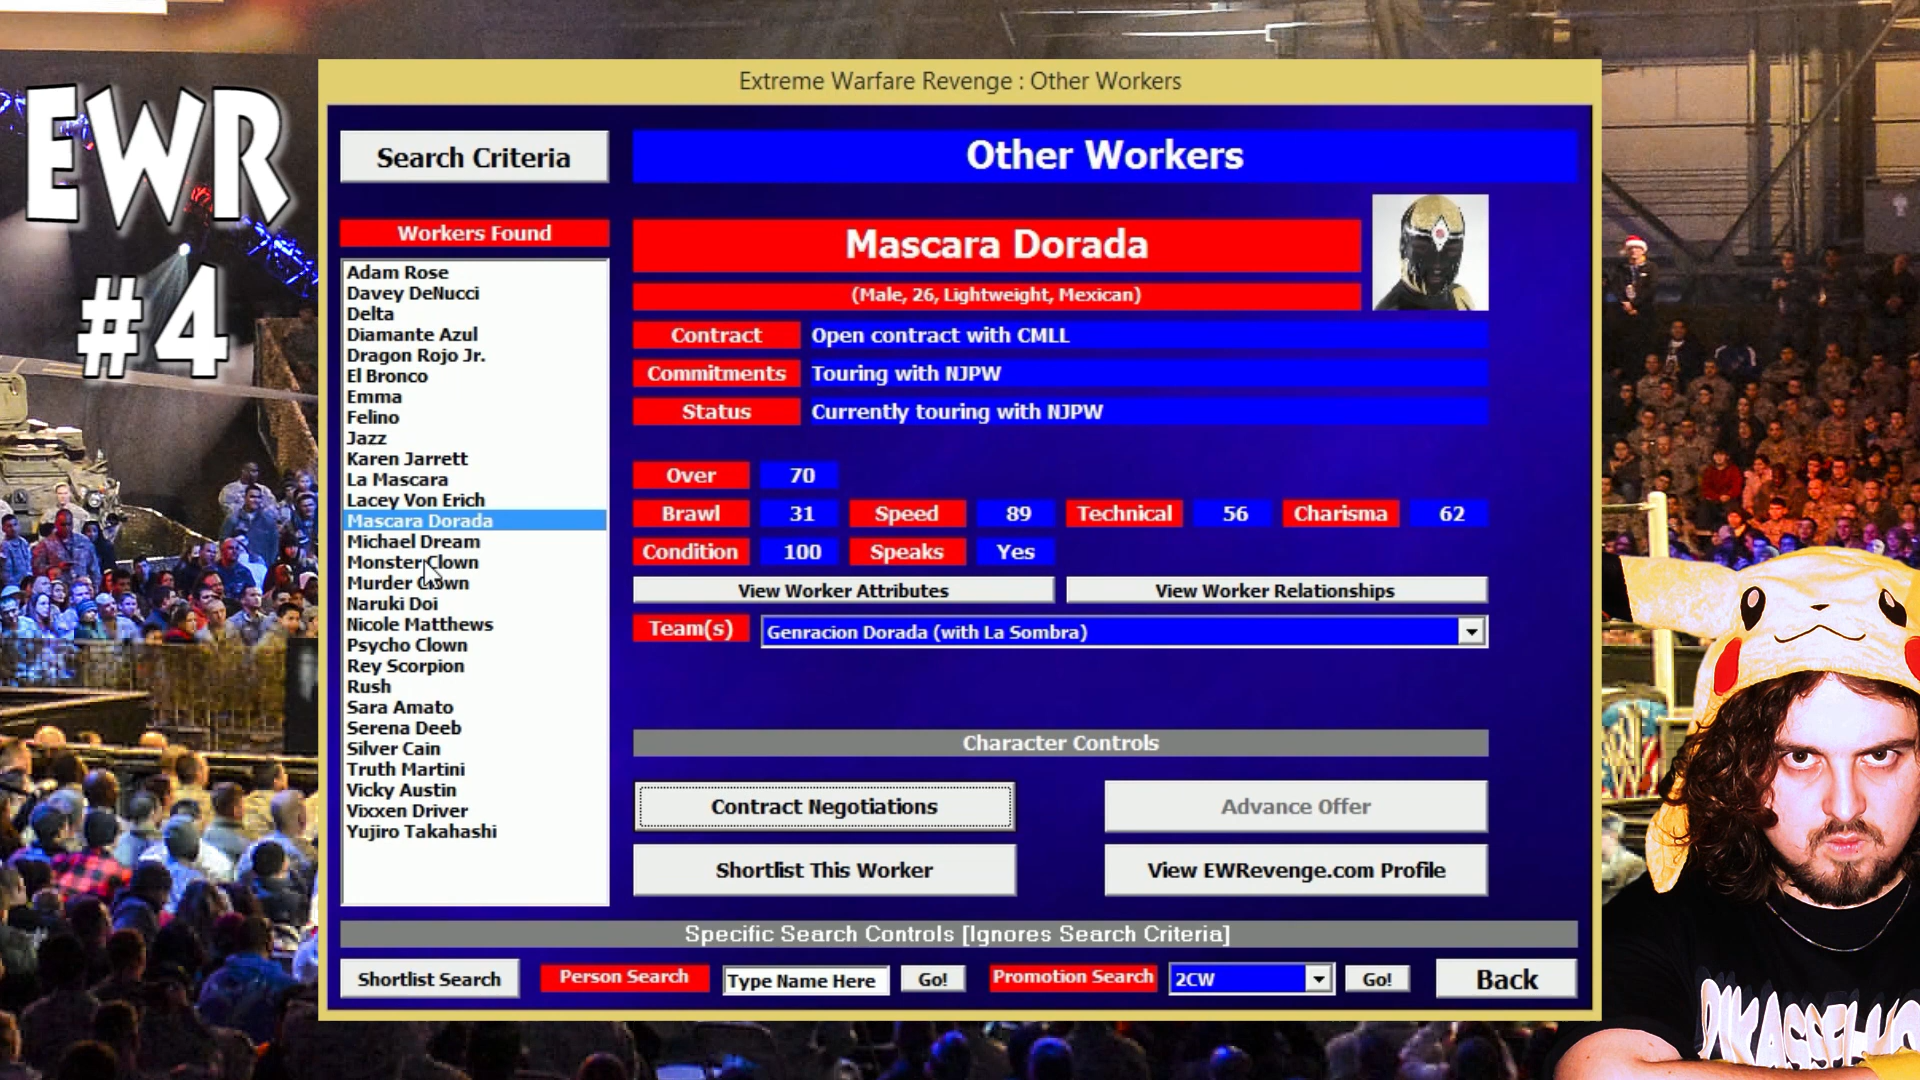 EWR
#4
Extreme Warfare Revenge : Other Workers
Search Criteria
Other Workers
Workers Found
Adam Rose
Davey DeNucci
Delta
Diamante Azul
Dragon Rojo Jr.
El Bronco
Emma
Felino
Jazz
Karen Jarrett
La Mascara
Lacey Von Erich
Mascara Dorada
Michael Dream
Monster Clown
Murder Clown
Naruki Doi
Nicole Matthews
Psycho Clown
Rey Scorpion
Rush
Sara Amato
Serena Deeb
Silver Cain
Truth Martini
Vicky Austin
Vixxen Driver
Yujiro Takahashi
Mascara Dorada
(Male, 26, Lightweight, Mexican)
Contract Open contract with CMLL
Commitments Touring with NJPW
Status Currently touring with NJPW
Over 70
Brawl 31 Speed 89 Technical 56 Charisma 62
Condition 100 Speaks Yes
View Worker Attributes View Worker Relationships
Team(s) Genracion Dorada (with La Sombra)
Character Controls
Contract Negotiations Advance Offer
Shortlist This Worker View EWRevenge.com Profile
Specific Search Controls [Ignores Search Criteria]
Shortlist Search Person Search Type Name Here Go! Promotion Search 2CW Go! Back